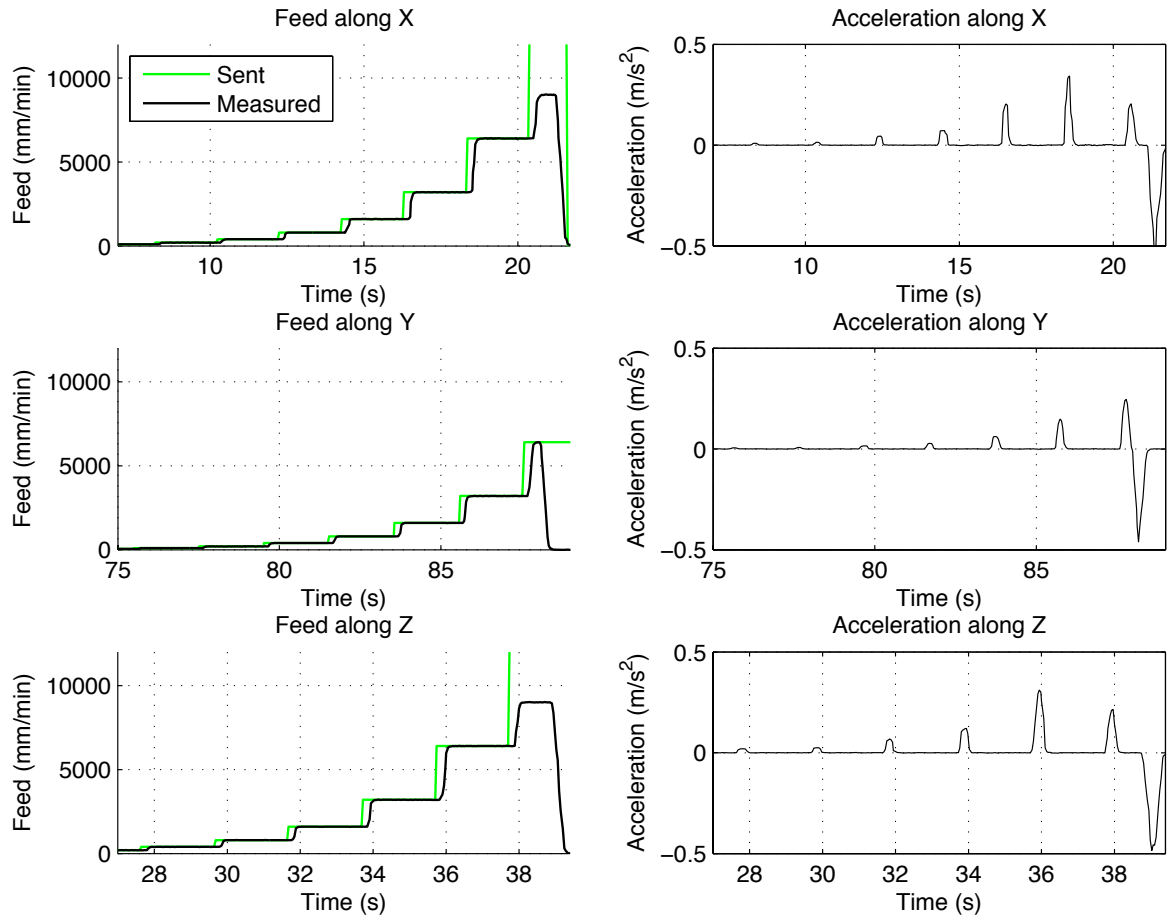 Feed along X
Acceleration along X
Feed (mm/min)
10000
5000
0
Sent
Measured
10
15
20
Time (s)
Acceleration (m/s²)
0.5
0
−0.5
10
15
20
Time (s)
Feed along Y
Acceleration along Y
Feed (mm/min)
10000
5000
0
75
80
85
Time (s)
Acceleration (m/s²)
0.5
0
−0.5
75
80
85
Time (s)
Feed along Z
Acceleration along Z
Feed (mm/min)
10000
5000
0
28
30
32
34
36
38
Time (s)
Acceleration (m/s²)
0.5
0
−0.5
28
30
32
34
36
38
Time (s)